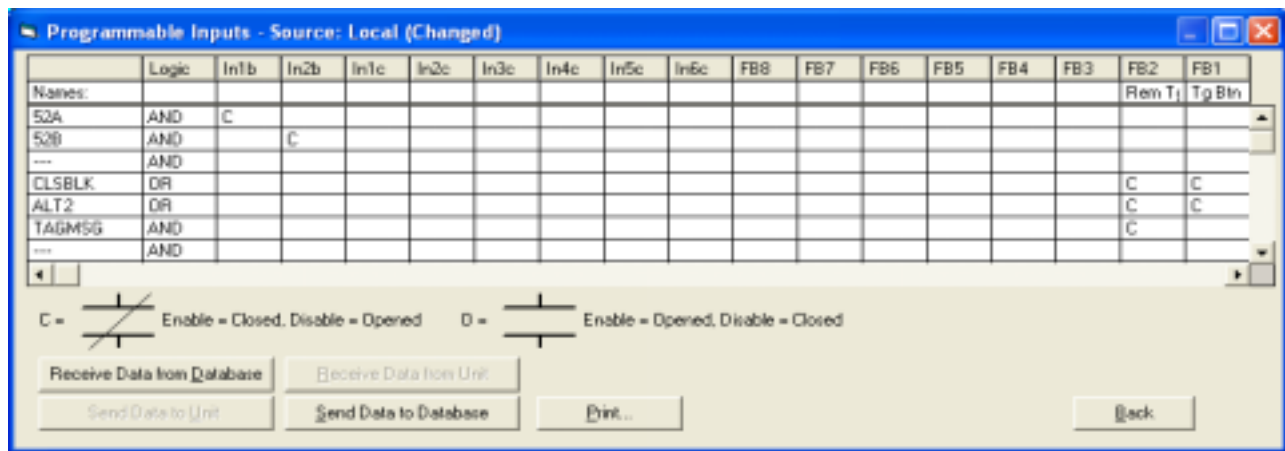 Programmable Inputs - Source: Local (Changed)
Logic In1b In2b In1c In2c In3c In4c In5c In6c FB8 FB7 FB6 FB5 FB4 FB3 FB2 FB1
Names: Rem Tg Btn
52A AND C
52B AND C
--- AND
CLSBLK OR C C
ALT2 OR C C
TAGMSG AND C
--- AND
C = Enable = Closed, Disable = Opened O = Enable = Opened, Disable = Closed
Receive Data from Database Receive Data from Unit
Send Data to Unit Send Data to Database Print... Back